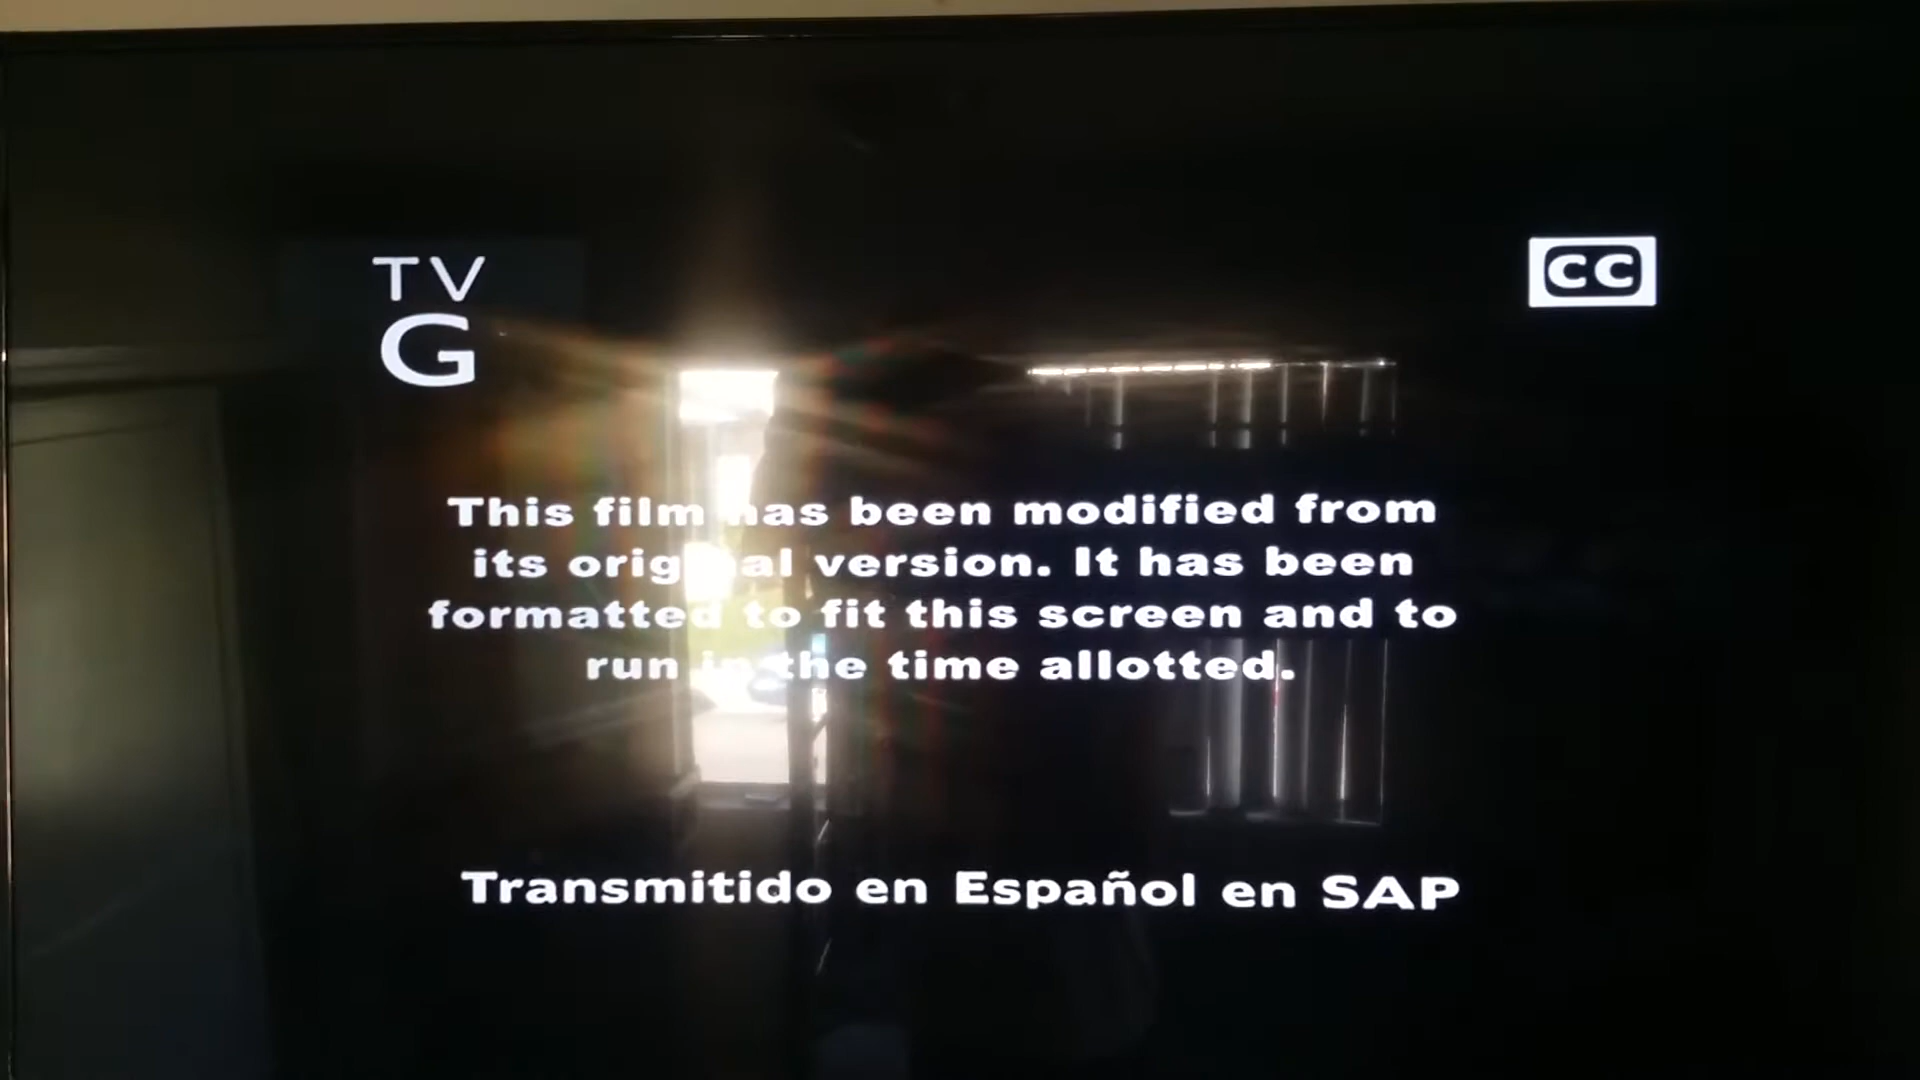 TV
G
CC
This film has been modified from
its original version. It has been
formatted to fit this screen and to
run in the time allotted.
Transmitido en Español en SAP